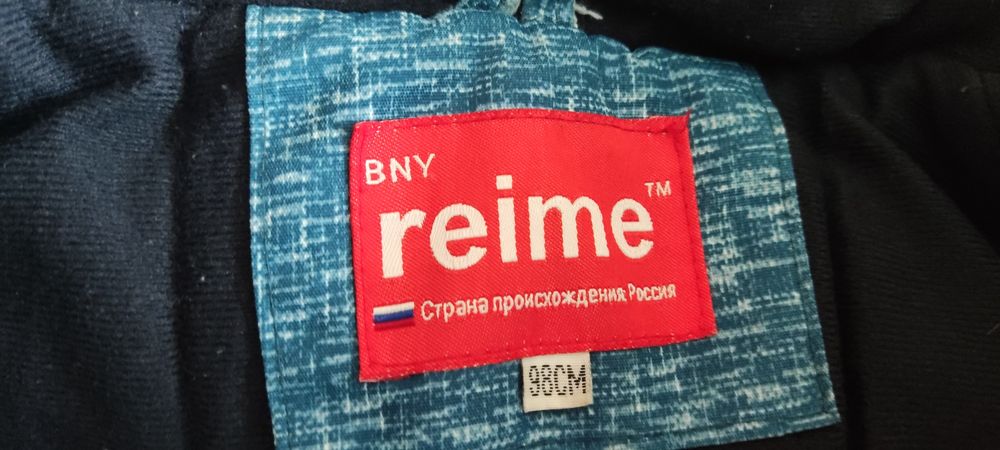 BNY
reime™
Страна происхождения: Россия
98CM